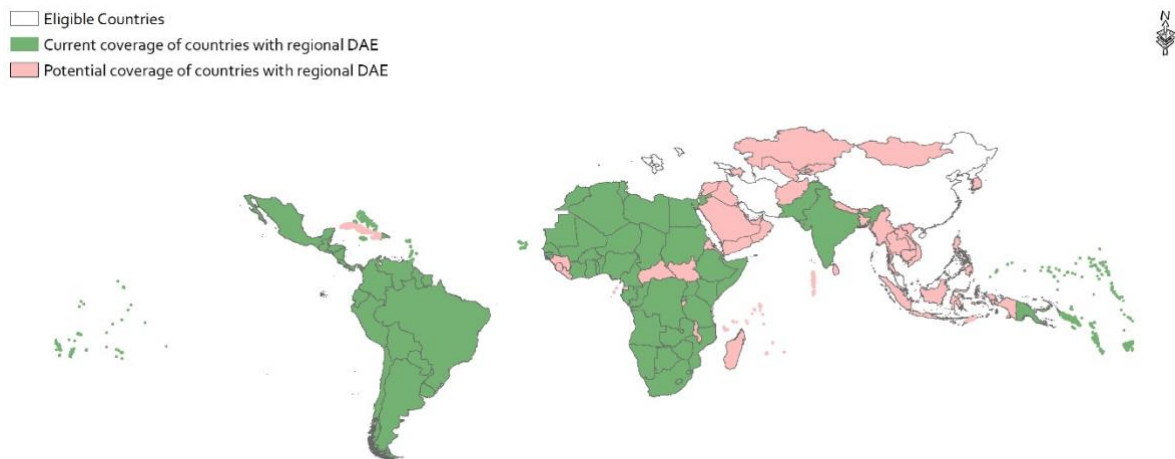 Eligible Countries
Current coverage of countries with regional DAE
Potential coverage of countries with regional DAE
N